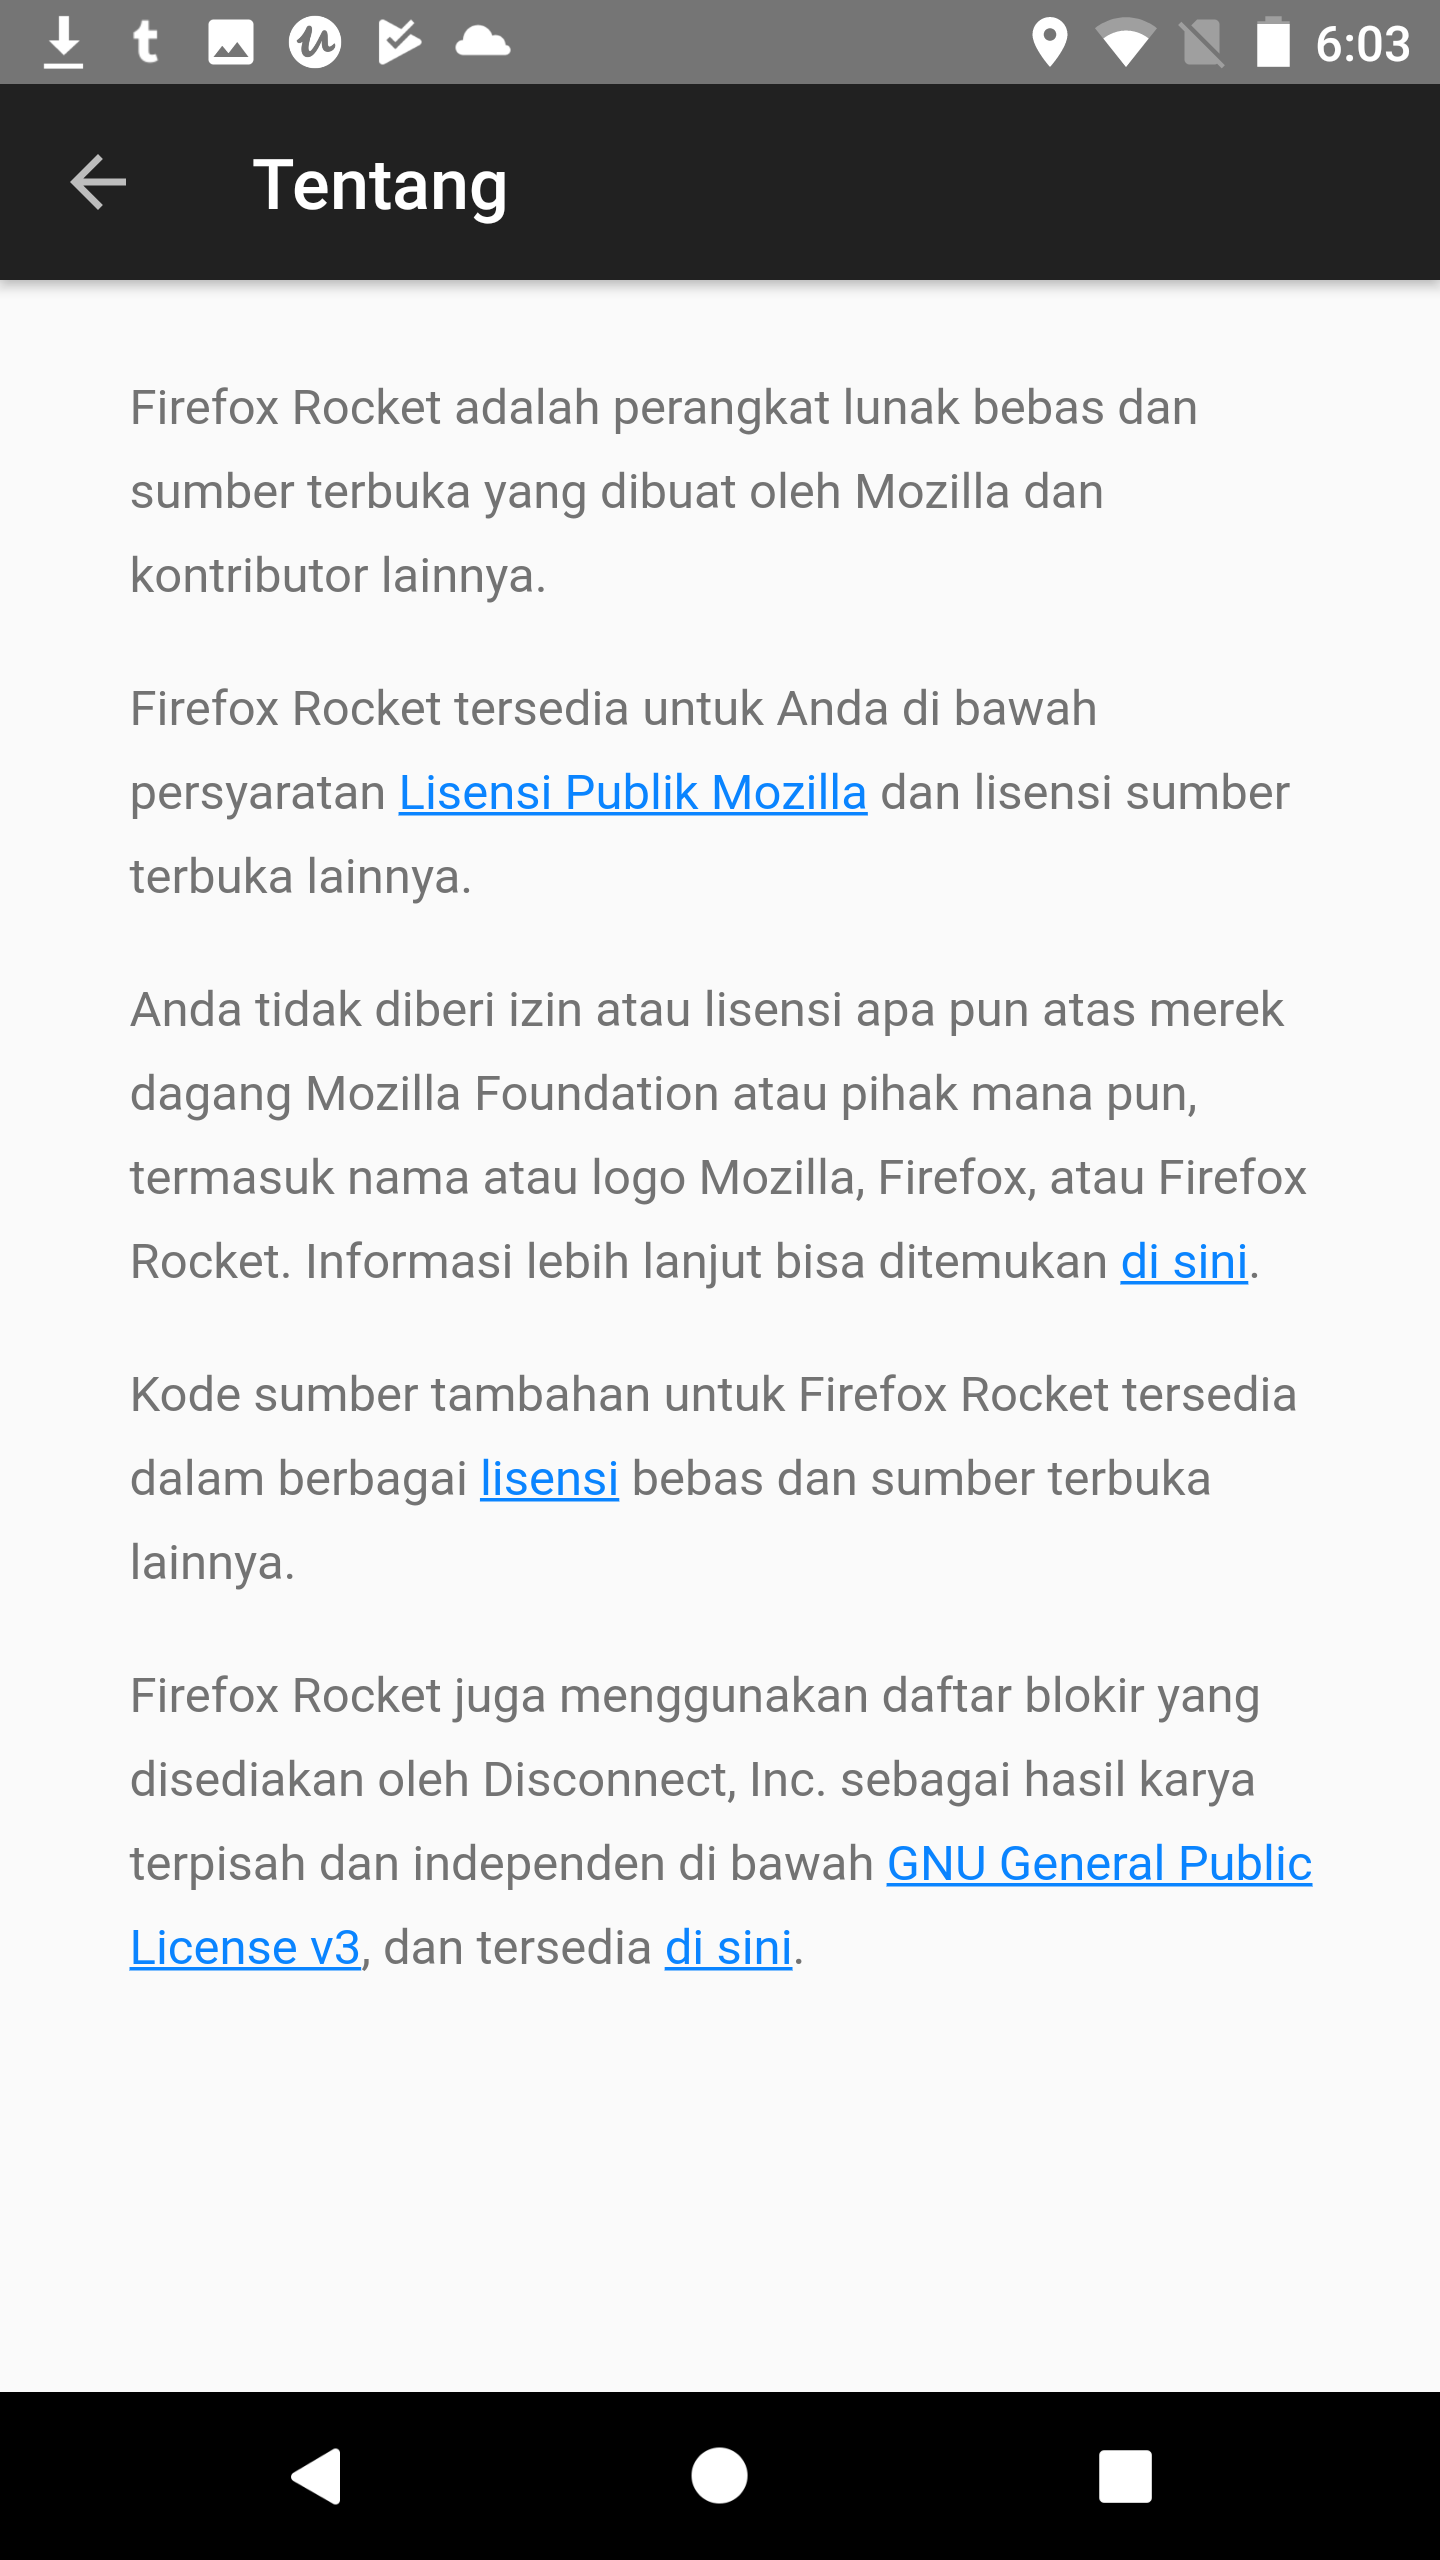 6:03
Tentang
Firefox Rocket adalah perangkat lunak bebas dan
sumber terbuka yang dibuat oleh Mozilla dan
kontributor lainnya.
Firefox Rocket tersedia untuk Anda di bawah
persyaratan Lisensi Publik Mozilla dan lisensi sumber
terbuka lainnya.
Anda tidak diberi izin atau lisensi apa pun atas merek
dagang Mozilla Foundation atau pihak mana pun,
termasuk nama atau logo Mozilla, Firefox, atau Firefox
Rocket. Informasi lebih lanjut bisa ditemukan di sini.
Kode sumber tambahan untuk Firefox Rocket tersedia
dalam berbagai lisensi bebas dan sumber terbuka
lainnya.
Firefox Rocket juga menggunakan daftar blokir yang
disediakan oleh Disconnect, Inc. sebagai hasil karya
terpisah dan independen di bawah GNU General Public
License v3, dan tersedia di sini.